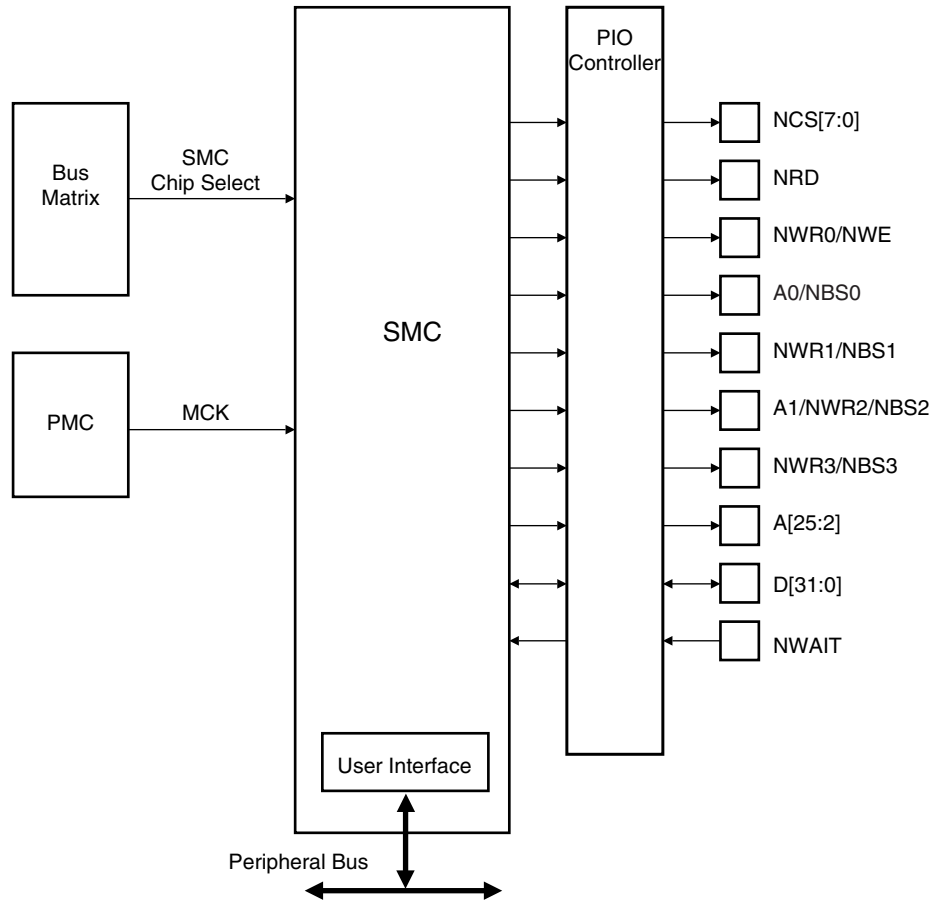 PIO
Controller
Bus
Matrix
SMC
Chip Select
PMC
MCK
SMC
NCS[7:0]
NRD
NWR0/NWE
A0/NBS0
NWR1/NBS1
A1/NWR2/NBS2
NWR3/NBS3
A[25:2]
D[31:0]
NWAIT
User Interface
Peripheral Bus